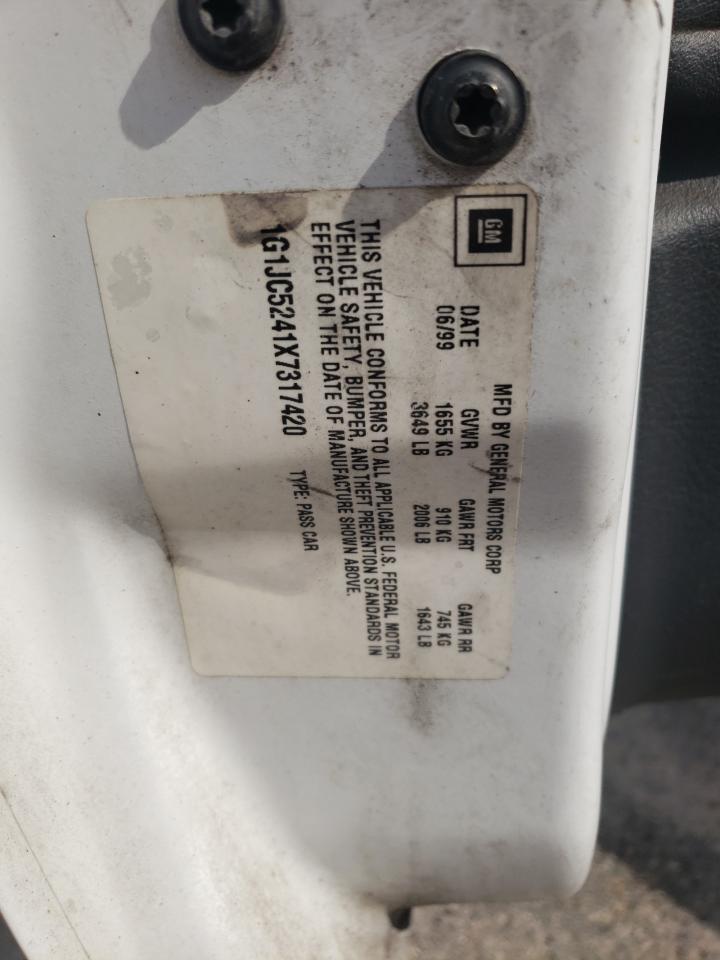 GM
MFD BY GENERAL MOTORS CORP
DATE GVWR GAWR FRT GAWR RR
06/99 1655 KG 910 KG 745 KG
3649 LB 2006 LB 1643 LB
THIS VEHICLE CONFORMS TO ALL APPLICABLE U.S. FEDERAL MOTOR
VEHICLE SAFETY, BUMPER, AND THEFT PREVENTION STANDARDS IN
EFFECT ON THE DATE OF MANUFACTURE SHOWN ABOVE.
1G1JC5241X7317420 TYPE: PASS CAR